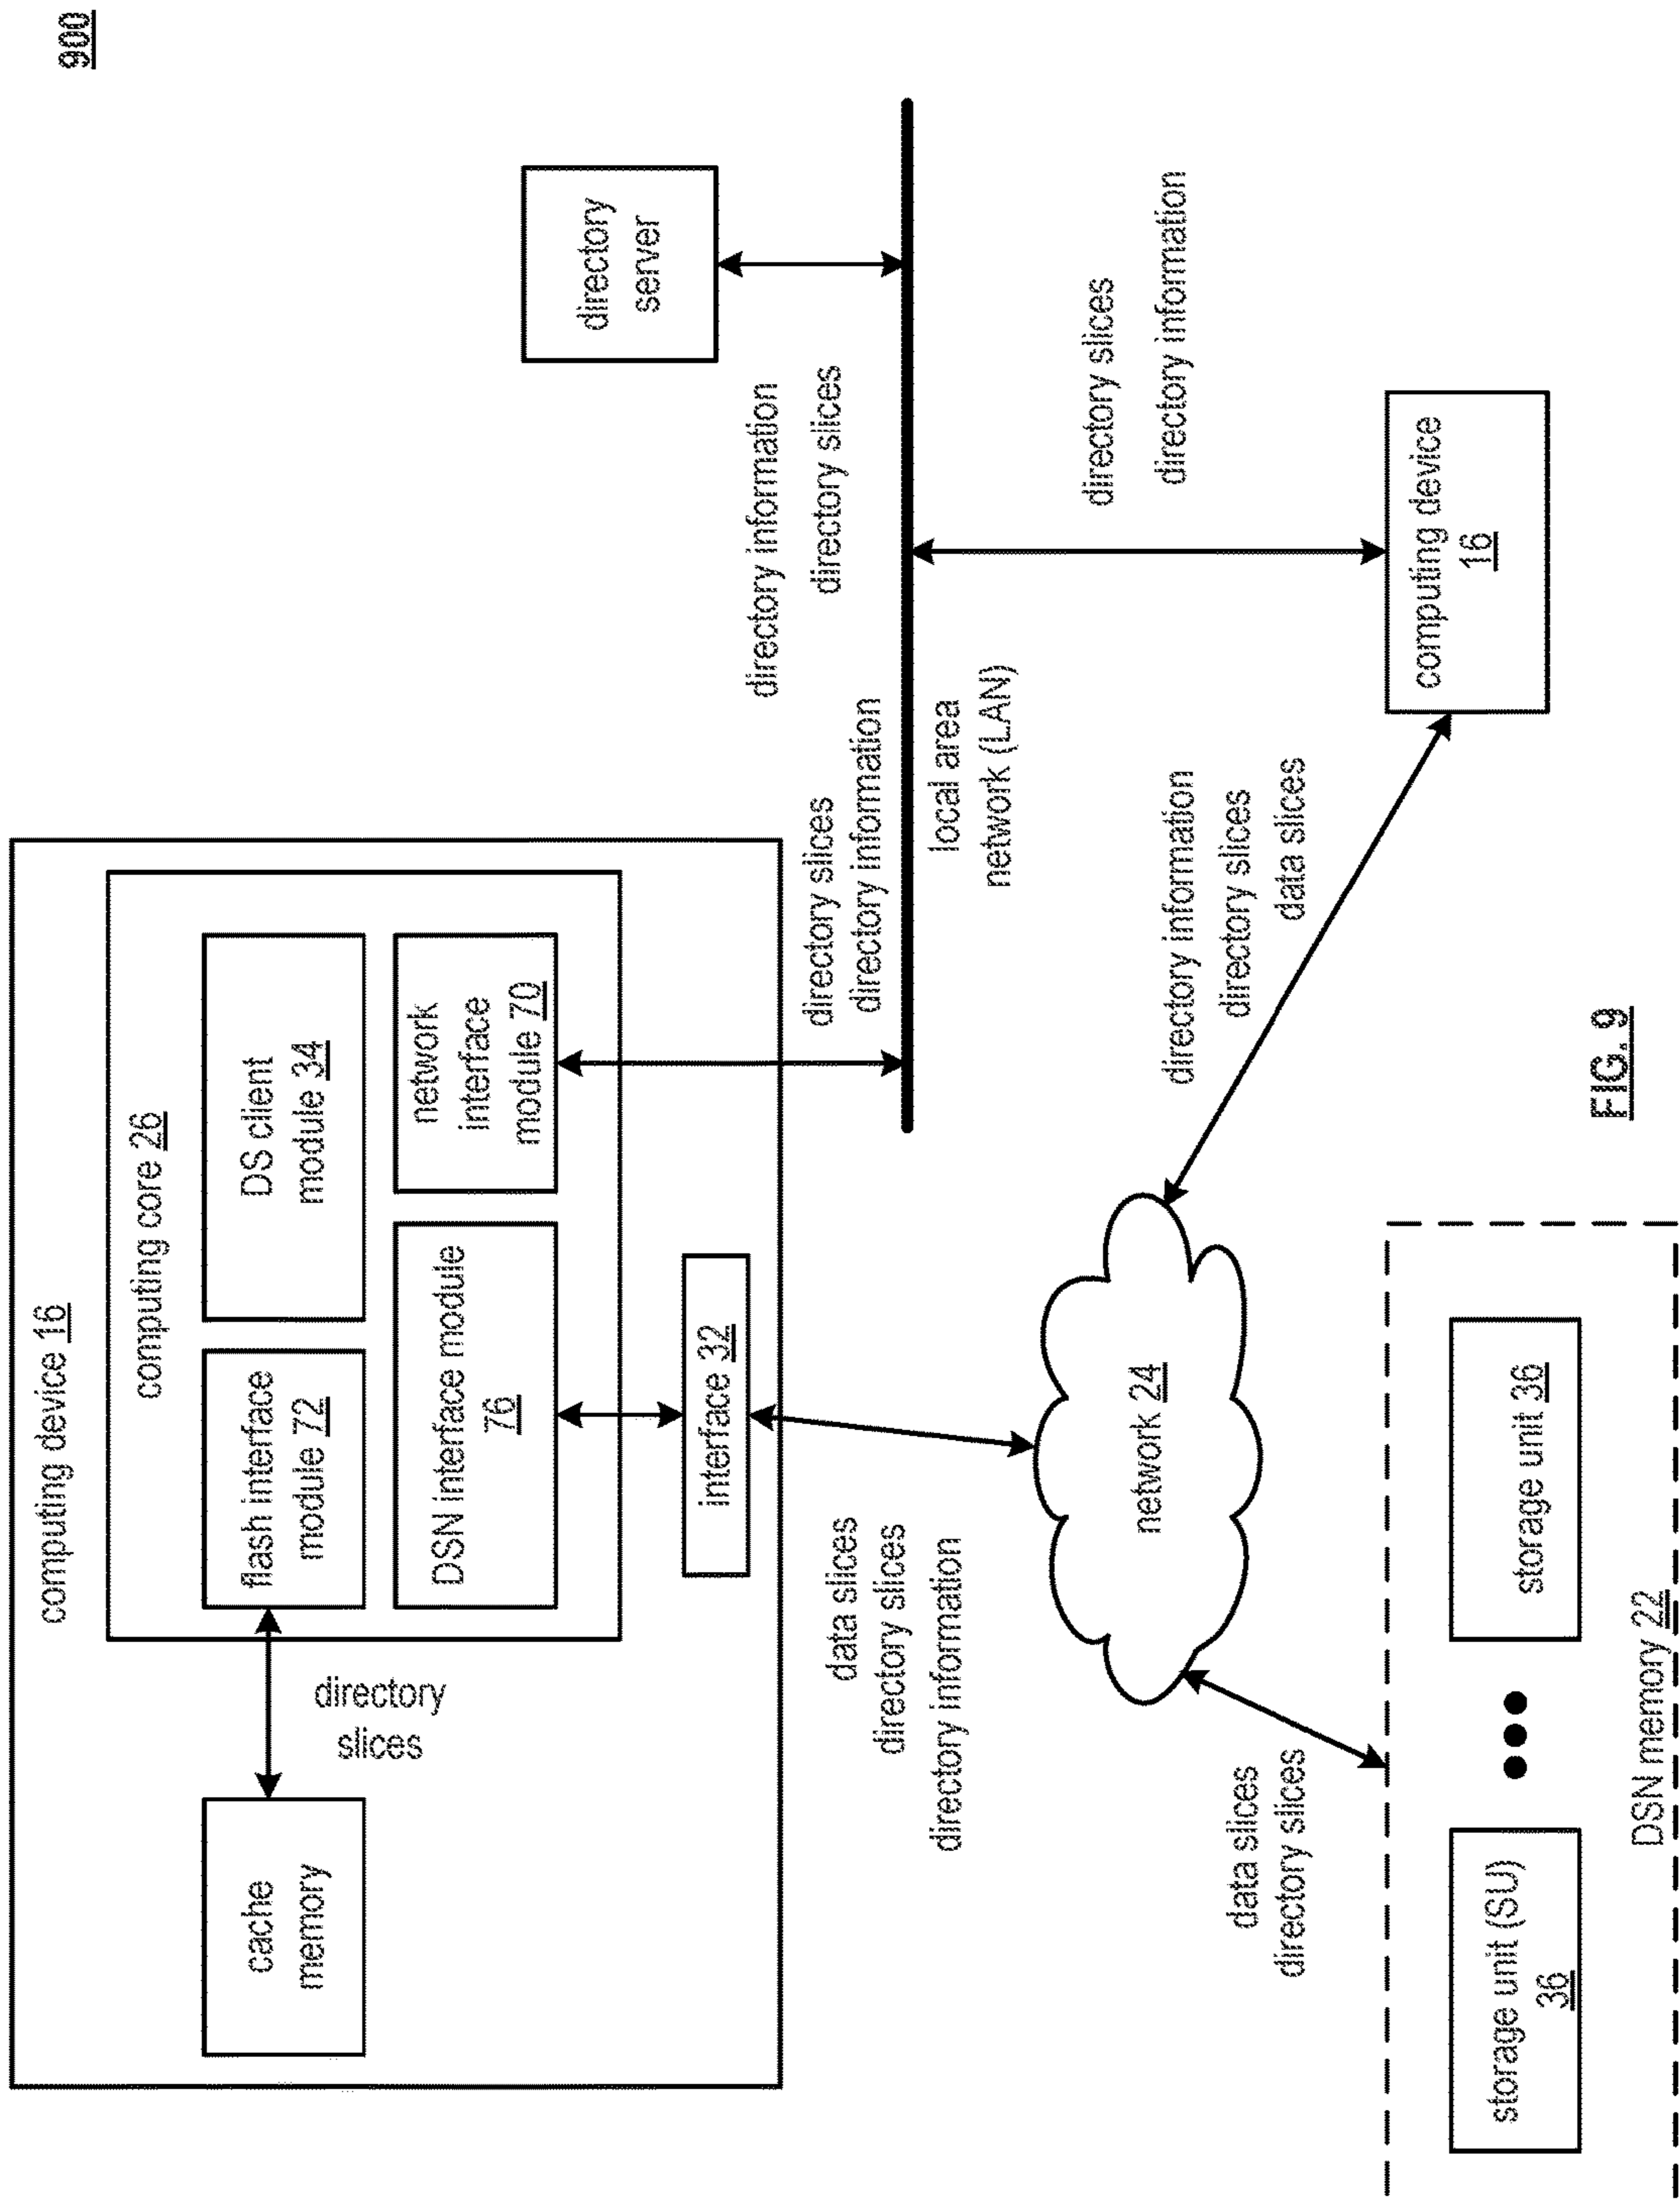 900
computing device 16
computing core 26
cache
memory
directory
slices
flash interface
module 72
DS client
module 34
DSN interface module
76
network
interface
module 70
interface 32
directory slices
directory information
directory information
directory slices
directory
server
local area
network (LAN)
data slices
directory slices
directory information
network 24
directory information
directory slices
data slices
directory slices
directory information
computing device
16
data slices
directory slices
storage unit (SU)
36
storage unit 36
DSN memory 22
FIG. 9